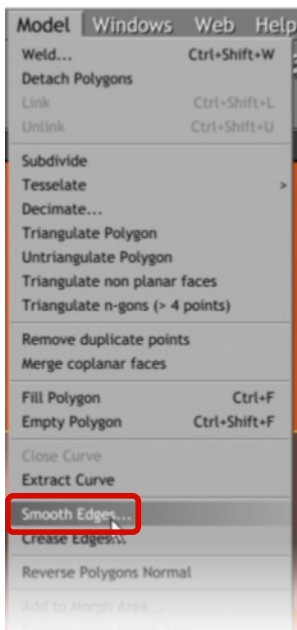 Model Windows Web Help
Weld... Ctrl+Shift+W
Detach Polygons
Link Ctrl+Shift+L
Unlink Ctrl+Shift+U
Subdivide
Tesselate >
Decimate...
Triangulate Polygon
Untriangulate Polygon
Triangulate non planar faces
Triangulate n-gons (> 4 points)
Remove duplicate points
Merge coplanar faces
Fill Polygon Ctrl+F
Empty Polygon Ctrl+Shift+F
Close Curve
Extract Curve
Smooth Edges...
Crease Edges...
Reverse Polygons Normal
Add to Morph Area...